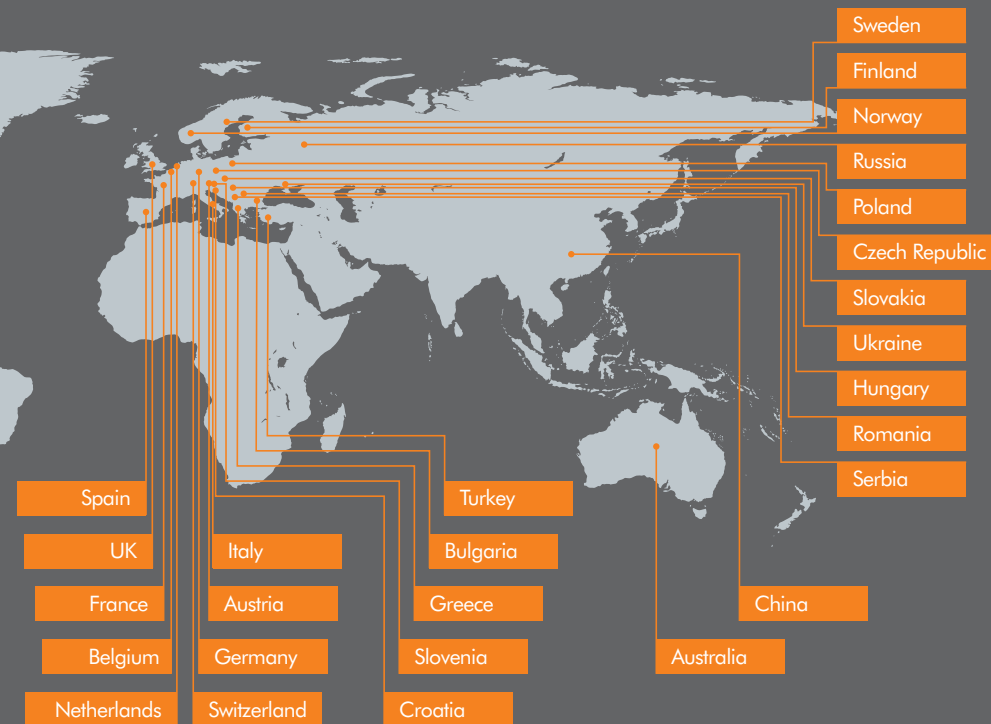 Sweden
Finland
Norway
Russia
Poland
Czech Republic
Slovakia
Ukraine
Hungary
Romania
Serbia
Spain
Turkey
UK
Italy
Bulgaria
France
Austria
Greece
China
Belgium
Germany
Slovenia
Australia
Netherlands
Switzerland
Croatia